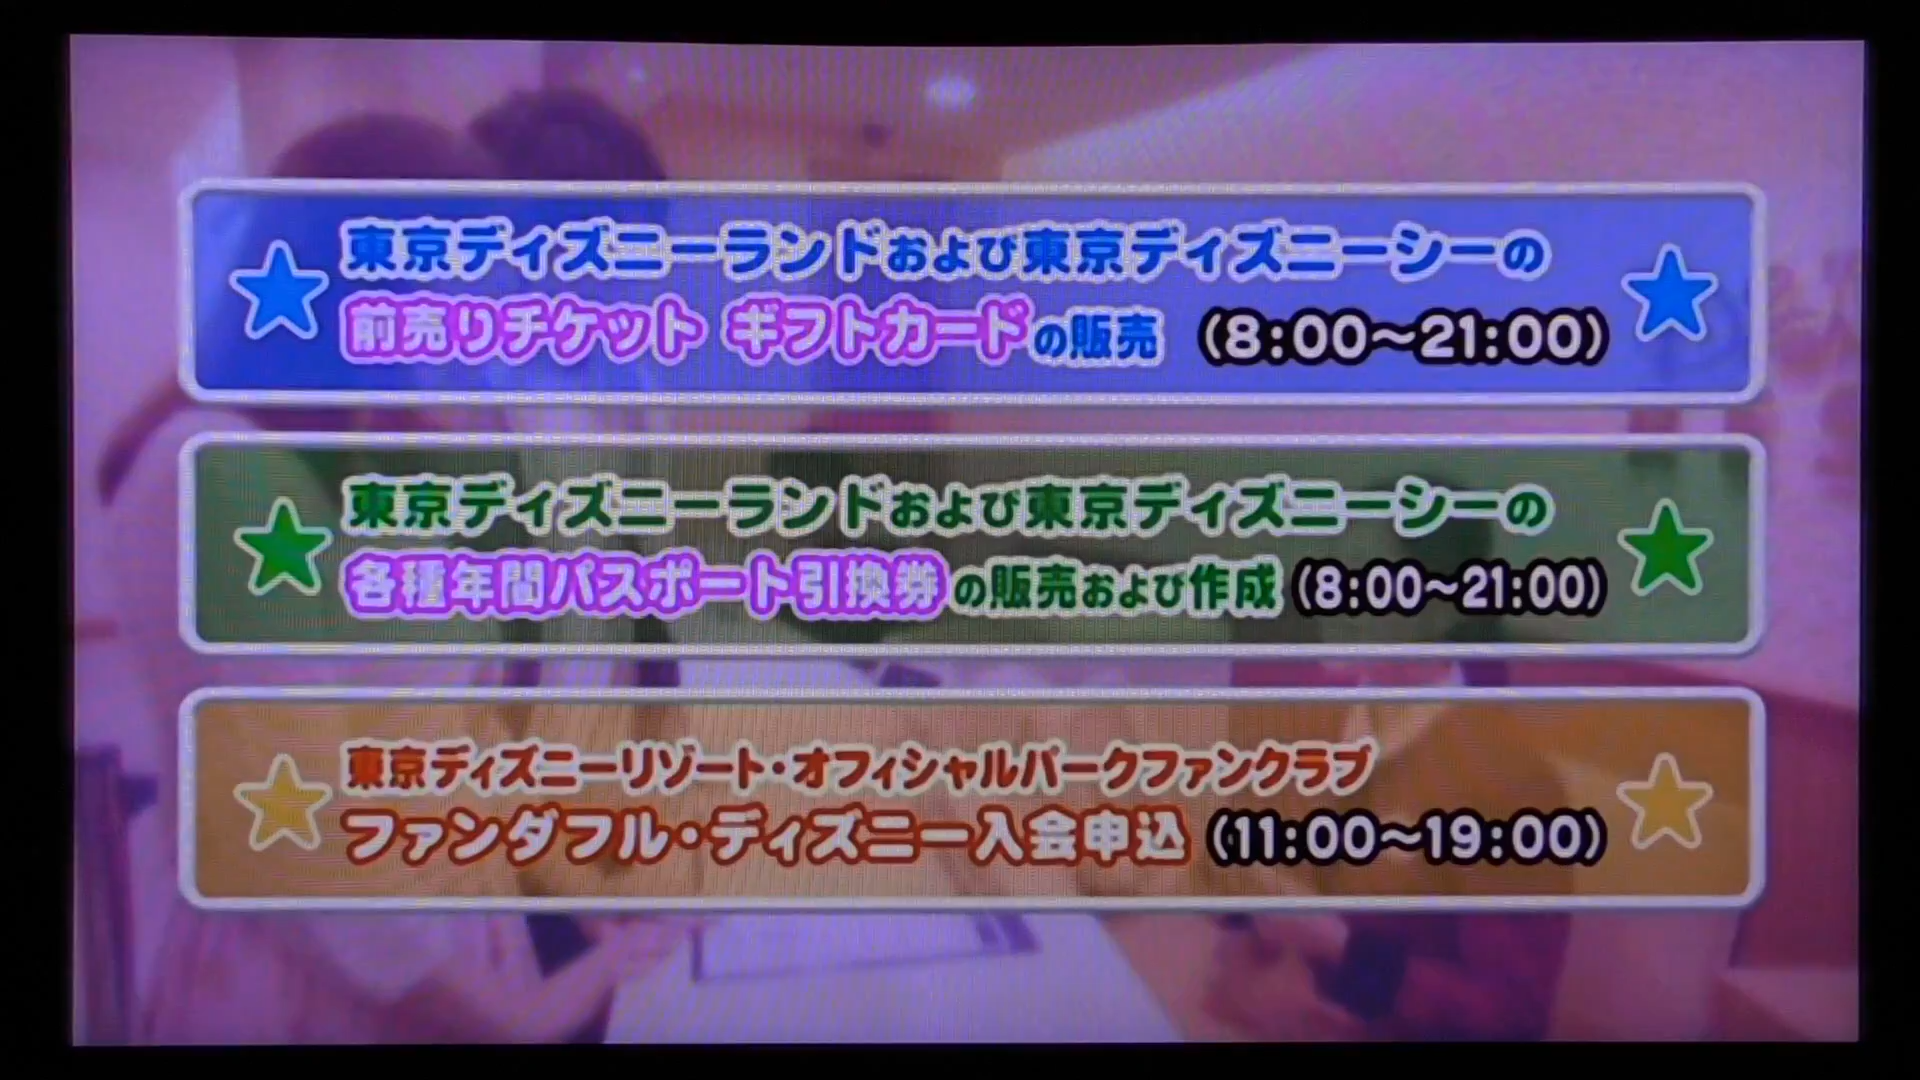 東京ディズニーランドおよび東京ディズニーシーの
前売りチケット ギフトカードの販売 (8:00～21:00)
東京ディズニーランドおよび東京ディズニーシーの
各種年間パスポート引換券の販売および作成 (8:00～21:00)
東京ディズニーリゾート・オフィシャルパークファンクラブ
ファンダフル・ディズニー入会申込 (11:00～19:00)